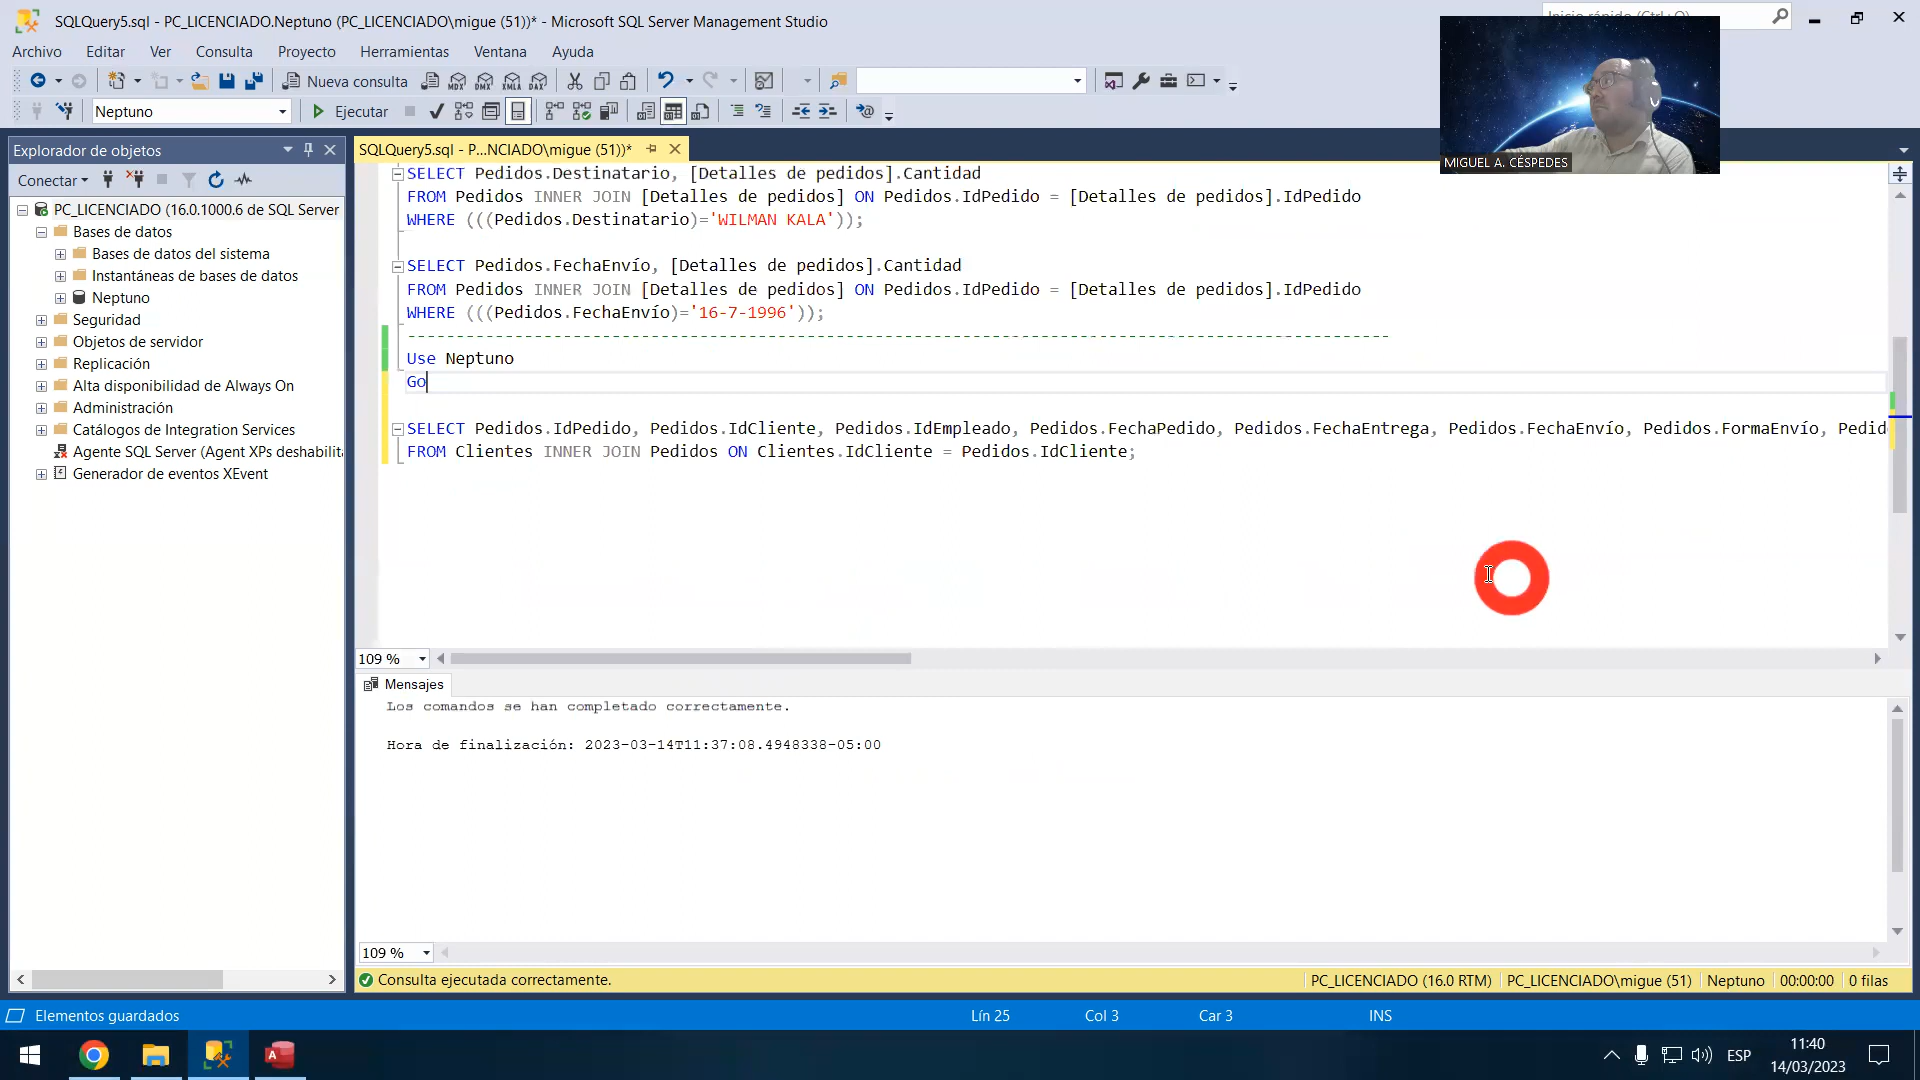 SQLQuery5.sql - PC_LICENCIADO.Neptuno (PC_LICENCIADO\migue (51))* - Microsoft SQL Server Management Studio
Archivo Editar Ver Consulta Proyecto Herramientas Ventana Ayuda
Nueva consulta
Neptuno Ejecutar
MIGUEL A. CÉSPEDES
Explorador de objetos
Conectar
PC_LICENCIADO (16.0.1000.6 de SQL Server
Bases de datos
Bases de datos del sistema
Instantáneas de bases de datos
Neptuno
Seguridad
Objetos de servidor
Replicación
Alta disponibilidad de Always On
Administración
Catálogos de Integration Services
Agente SQL Server (Agent XPs deshabilit
Generador de eventos XEvent
SQLQuery5.sql - P...NCIADO\migue (51))*
SELECT Pedidos.Destinatario, [Detalles de pedidos].Cantidad
FROM Pedidos INNER JOIN [Detalles de pedidos] ON Pedidos.IdPedido = [Detalles de pedidos].IdPedido
WHERE (((Pedidos.Destinatario)='WILMAN KALA'));
SELECT Pedidos.FechaEnvío, [Detalles de pedidos].Cantidad
FROM Pedidos INNER JOIN [Detalles de pedidos] ON Pedidos.IdPedido = [Detalles de pedidos].IdPedido
WHERE (((Pedidos.FechaEnvío)='16-7-1996'));
-----------------------------------------------------------------------------------------------------
Use Neptuno
Go
SELECT Pedidos.IdPedido, Pedidos.IdCliente, Pedidos.IdEmpleado, Pedidos.FechaPedido, Pedidos.FechaEntrega, Pedidos.FechaEnvío, Pedidos.FormaEnvío, Pedid
FROM Clientes INNER JOIN Pedidos ON Clientes.IdCliente = Pedidos.IdCliente;
109 %
Mensajes
Los comandos se han completado correctamente.
Hora de finalización: 2023-03-14T11:37:08.4948338-05:00
109 %
Consulta ejecutada correctamente. PC_LICENCIADO (16.0 RTM) PC_LICENCIADO\migue (51) Neptuno 00:00:00 0 filas
Elementos guardados Lín 25 Col 3 Car 3 INS
ESP
11:40
14/03/2023